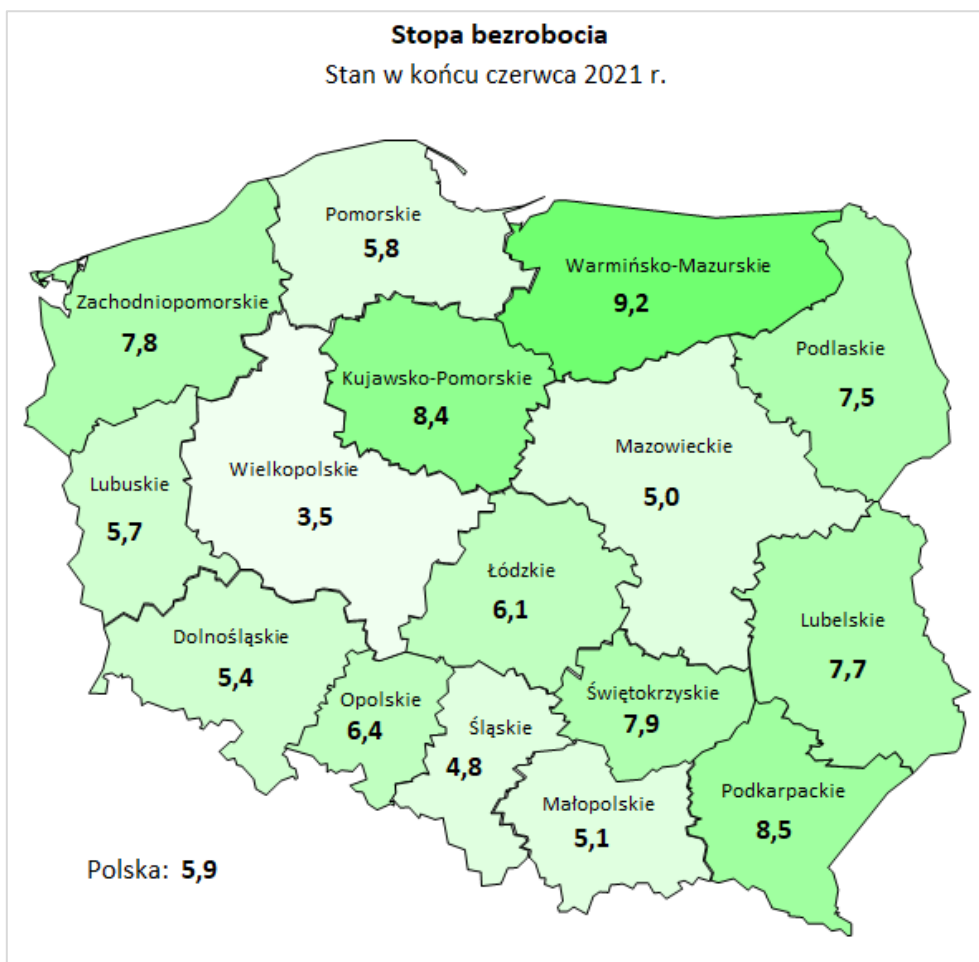 Stopa bezrobocia
Stan w końcu czerwca 2021 r.
Pomorskie
5,8
Warmińsko-Mazurskie
9,2
Zachodniopomorskie
7,8
Podlaskie
7,5
Kujawsko-Pomorskie
8,4
Mazowieckie
5,0
Wielkopolskie
3,5
Lubuskie
5,7
Łódzkie
6,1
Lubelskie
7,7
Dolnośląskie
5,4
Opolskie
6,4
Świętokrzyskie
7,9
Śląskie
4,8
Małopolskie
5,1
Podkarpackie
8,5
Polska: 5,9